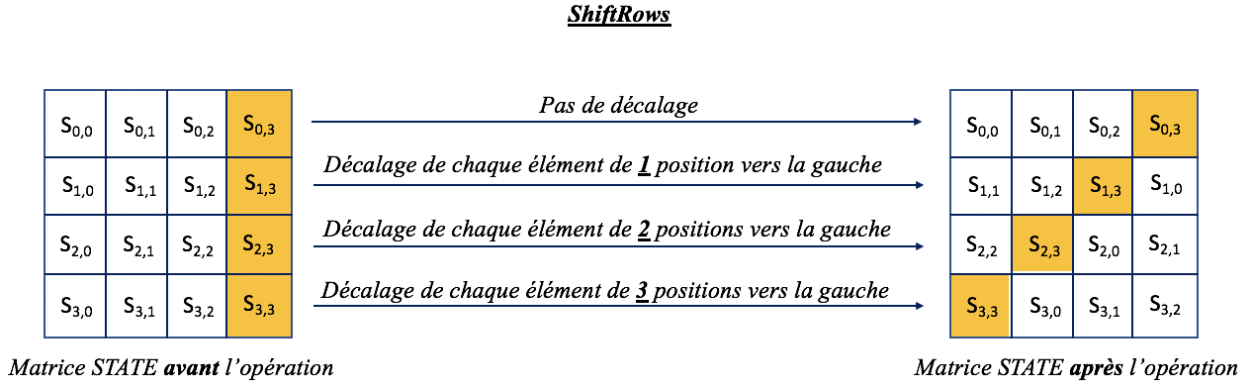 ShiftRows
Pas de décalage
S0,0 S0,1 S0,2 S0,3
S0,0 S0,1 S0,2 S0,3
Décalage de chaque élément de 1 position vers la gauche
S1,0 S1,1 S1,2 S1,3
S1,1 S1,2 S1,3 S1,0
Décalage de chaque élément de 2 positions vers la gauche
S2,0 S2,1 S2,2 S2,3
S2,2 S2,3 S2,0 S2,1
Décalage de chaque élément de 3 positions vers la gauche
S3,0 S3,1 S3,2 S3,3
S3,3 S3,0 S3,1 S3,2
Matrice STATE avant l’opération
Matrice STATE après l’opération